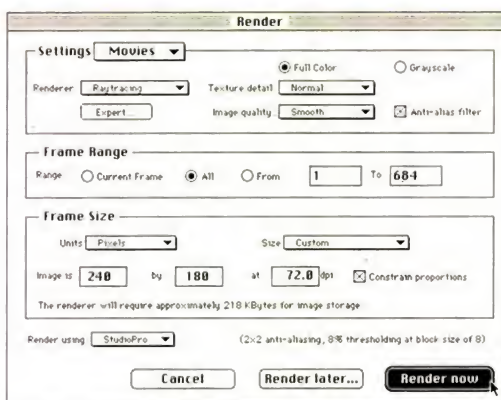 Render
Settings Movies
Full Color Grayscale
Renderer Raytracing Texture detail Normal
Expert... Image quality Smooth Anti-alias filter
Frame Range
Range Current Frame All From 1 To 684
Frame Size
Units Pixels Size Custom
Image is 240 by 180 at 72.0 dpi Constrain proportions
The renderer will require approximately 218 KBytes for image storage
Render using StudioPro (2x2 anti-aliasing, 8% thresholding at block size of 8)
Cancel Render later... Render now